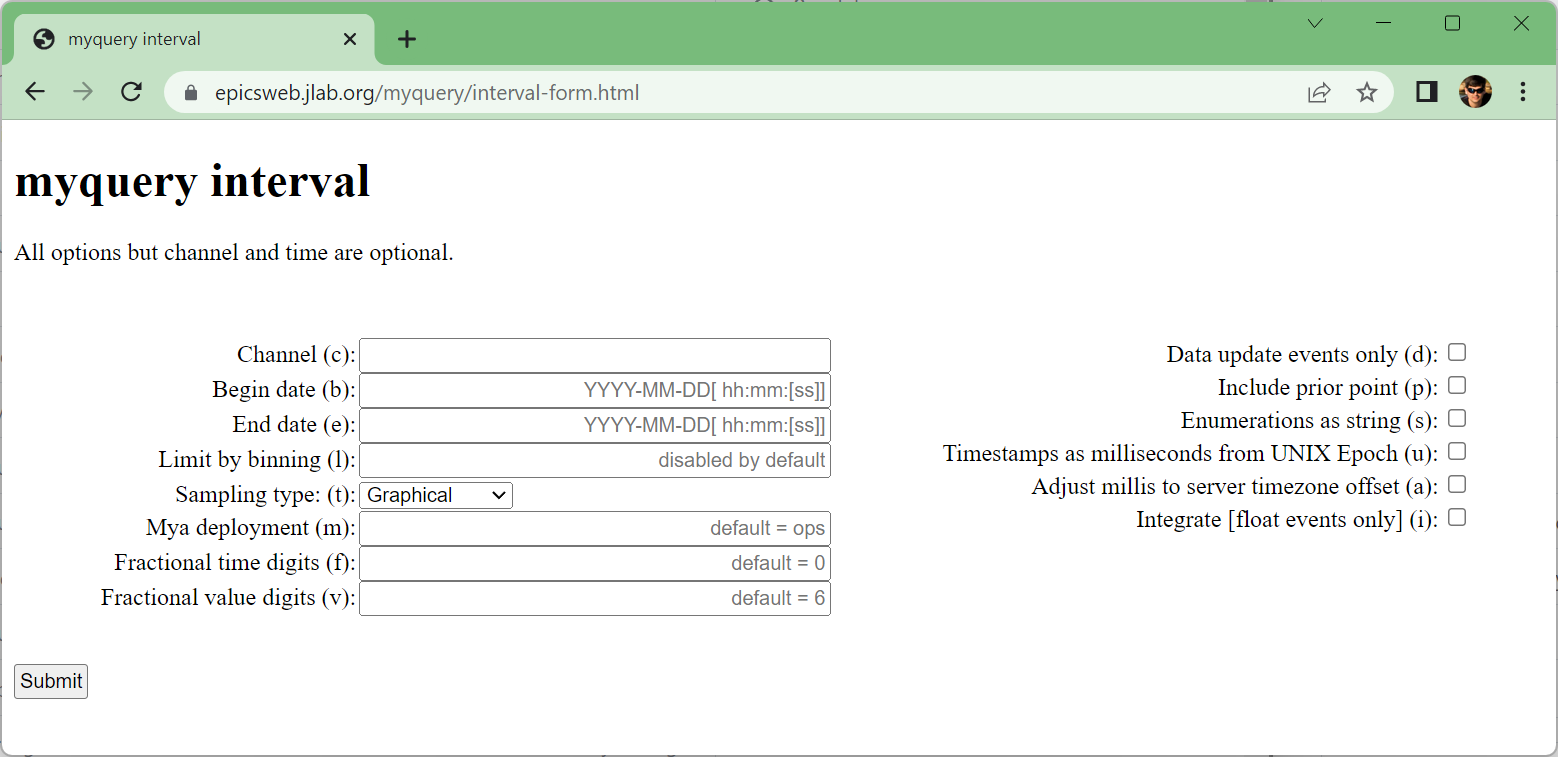 myquery interval
epicsweb.jlab.org/myquery/interval-form.html
myquery interval
All options but channel and time are optional.
Channel (c):
Begin date (b): YYYY-MM-DD[ hh:mm:[ss]]
End date (e): YYYY-MM-DD[ hh:mm:[ss]]
Limit by binning (l): disabled by default
Sampling type: (t): Graphical
Mya deployment (m): default = ops
Fractional time digits (f): default = 0
Fractional value digits (v): default = 6
Data update events only (d):
Include prior point (p):
Enumerations as string (s):
Timestamps as milliseconds from UNIX Epoch (u):
Adjust millis to server timezone offset (a):
Integrate [float events only] (i):
Submit